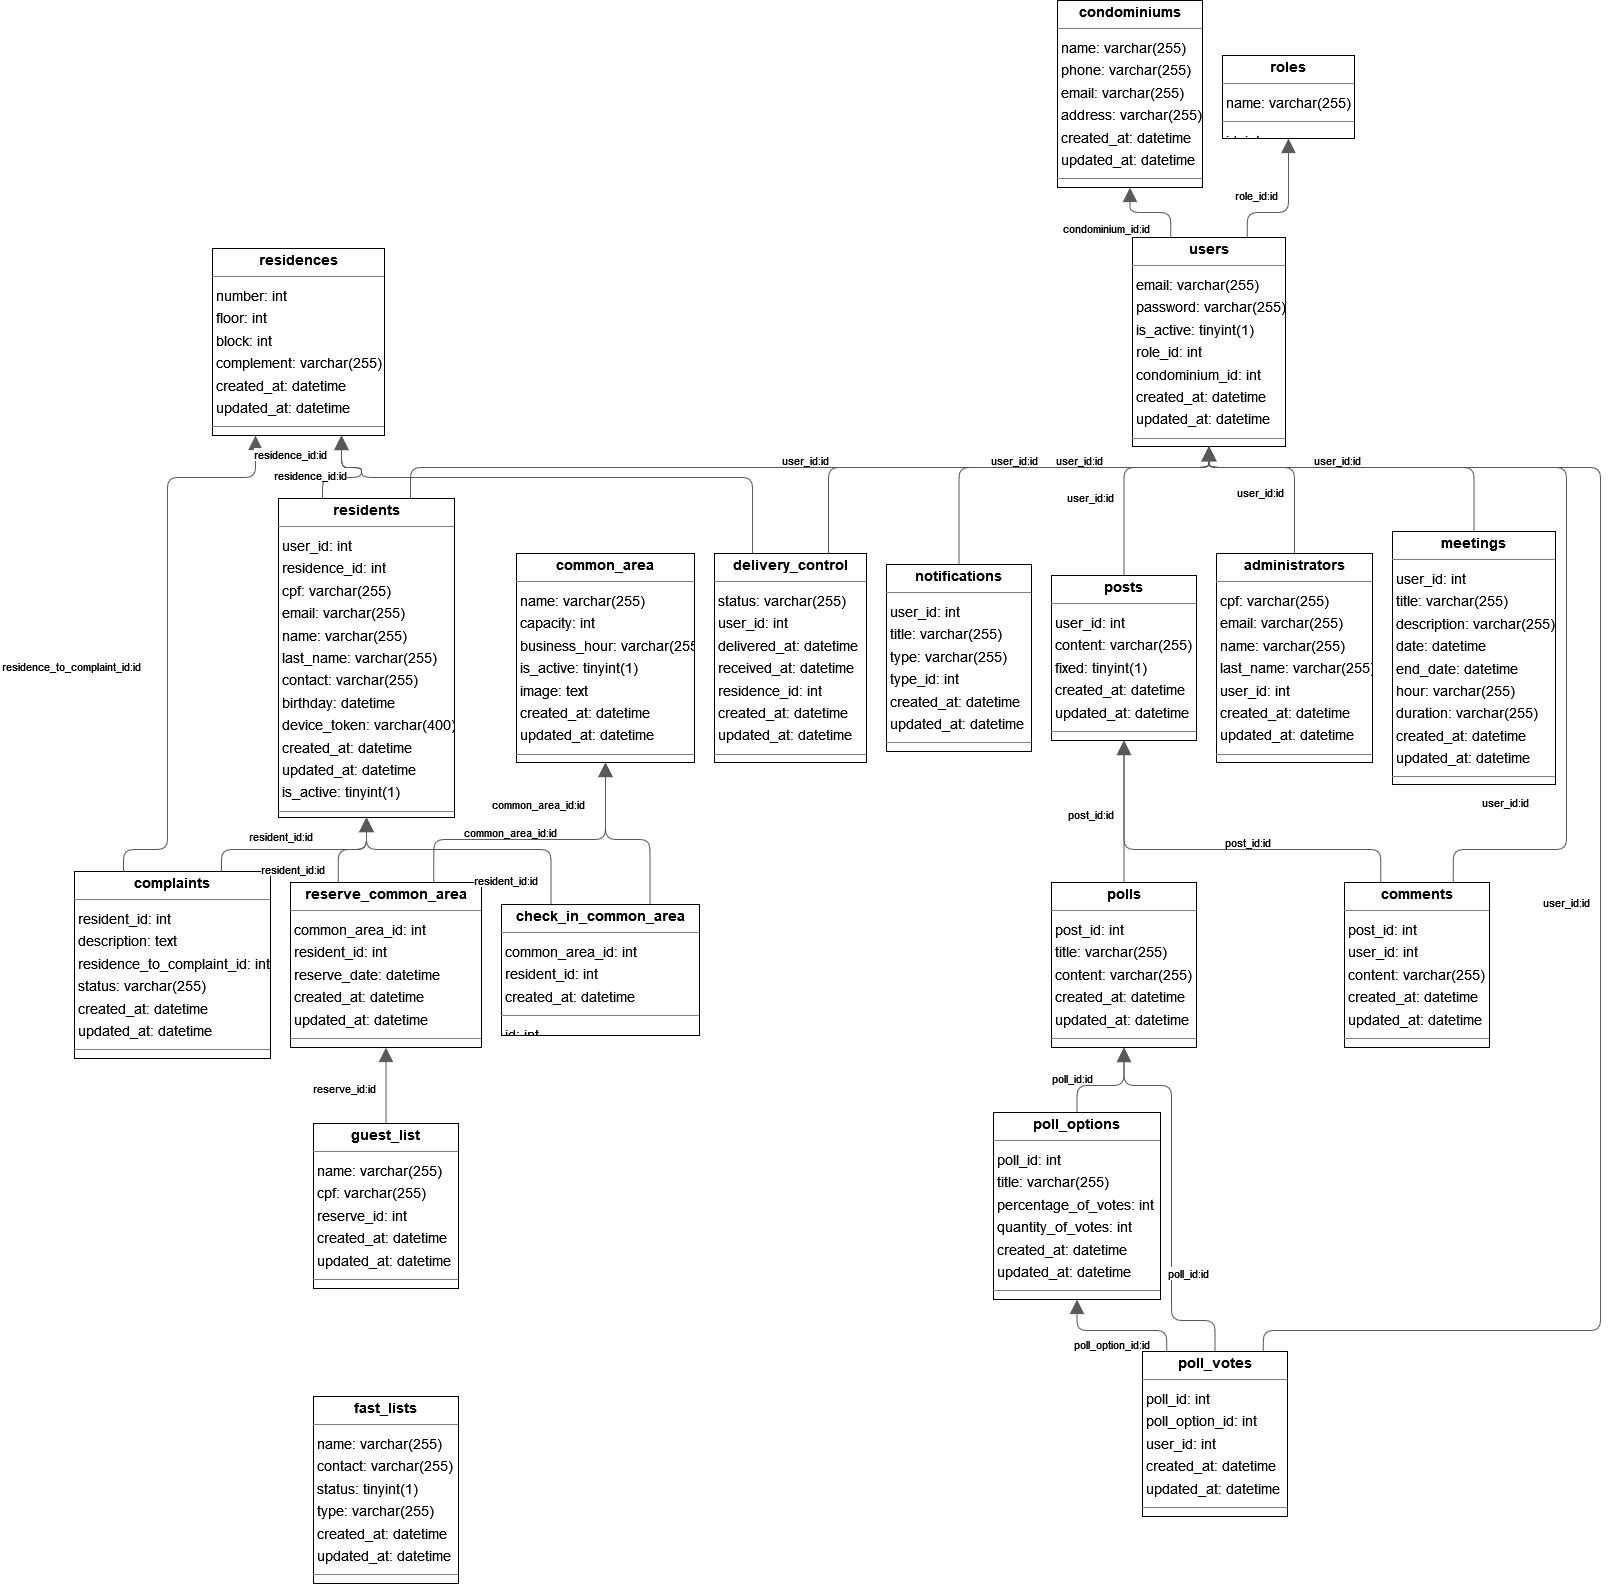 condominiums
name: varchar(255)
phone: varchar(255)
email: varchar(255)
address: varchar(255)
created_at: datetime
updated_at: datetime
roles
name: varchar(255)
role_id:id
condominium_id:id
users
email: varchar(255)
password: varchar(255)
is_active: tinyint(1)
role_id: int
condominium_id: int
created_at: datetime
updated_at: datetime
residences
number: int
floor: int
block: int
complement: varchar(255)
created_at: datetime
updated_at: datetime
residence_id:id
residence_id:id
user_id:id
user_id:id
user_id:id
user_id:id
user_id:id
user_id:id
residence_to_complaint_id:id
residents
user_id: int
residence_id: int
cpf: varchar(255)
email: varchar(255)
name: varchar(255)
last_name: varchar(255)
contact: varchar(255)
birthday: datetime
device_token: varchar(400)
created_at: datetime
updated_at: datetime
is_active: tinyint(1)
common_area
name: varchar(255)
capacity: int
business_hour: varchar(255
is_active: tinyint(1)
image: text
created_at: datetime
updated_at: datetime
delivery_control
status: varchar(255)
user_id: int
delivered_at: datetime
received_at: datetime
residence_id: int
created_at: datetime
updated_at: datetime
notifications
user_id: int
title: varchar(255)
type: varchar(255)
type_id: int
created_at: datetime
updated_at: datetime
posts
user_id: int
content: varchar(255)
fixed: tinyint(1)
created_at: datetime
updated_at: datetime
administrators
cpf: varchar(255)
email: varchar(255)
name: varchar(255)
last_name: varchar(255)
user_id: int
created_at: datetime
updated_at: datetime
meetings
user_id: int
title: varchar(255)
description: varchar(255)
date: datetime
end_date: datetime
hour: varchar(255)
duration: varchar(255)
created_at: datetime
updated_at: datetime
common_area_id:id
common_area_id:id
resident_id:id
resident_id:id
resident_id:id
post_id:id
post_id:id
user_id:id
user_id:id
complaints
resident_id: int
description: text
residence_to_complaint_id: int
status: varchar(255)
created_at: datetime
updated_at: datetime
reserve_common_area
common_area_id: int
resident_id: int
reserve_date: datetime
created_at: datetime
updated_at: datetime
check_in_common_area
common_area_id: int
resident_id: int
created_at: datetime
id: int
polls
post_id: int
title: varchar(255)
content: varchar(255)
created_at: datetime
updated_at: datetime
comments
post_id: int
user_id: int
content: varchar(255)
created_at: datetime
updated_at: datetime
reserve_id:id
poll_id:id
guest_list
name: varchar(255)
cpf: varchar(255)
reserve_id: int
created_at: datetime
updated_at: datetime
poll_options
poll_id: int
title: varchar(255)
percentage_of_votes: int
quantity_of_votes: int
created_at: datetime
updated_at: datetime
poll_id:id
poll_option_id:id
poll_votes
poll_id: int
poll_option_id: int
user_id: int
created_at: datetime
updated_at: datetime
fast_lists
name: varchar(255)
contact: varchar(255)
status: tinyint(1)
type: varchar(255)
created_at: datetime
updated_at: datetime